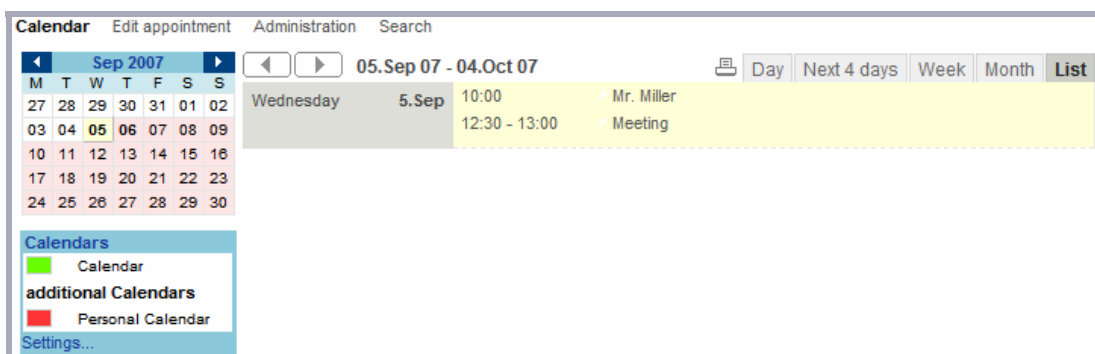 Calendar Edit appointment Administration Search
Sep 2007
M T W T F S S
27 28 29 30 31 01 02
03 04 05 06 07 08 09
10 11 12 13 14 15 16
17 18 19 20 21 22 23
24 25 26 27 28 29 30
Calendars
Calendar
additional Calendars
Personal Calendar
Settings...
05.Sep 07 - 04.Oct 07
Day Next 4 days Week Month List
Wednesday 5.Sep 10:00 Mr. Miller
12:30 - 13:00 Meeting